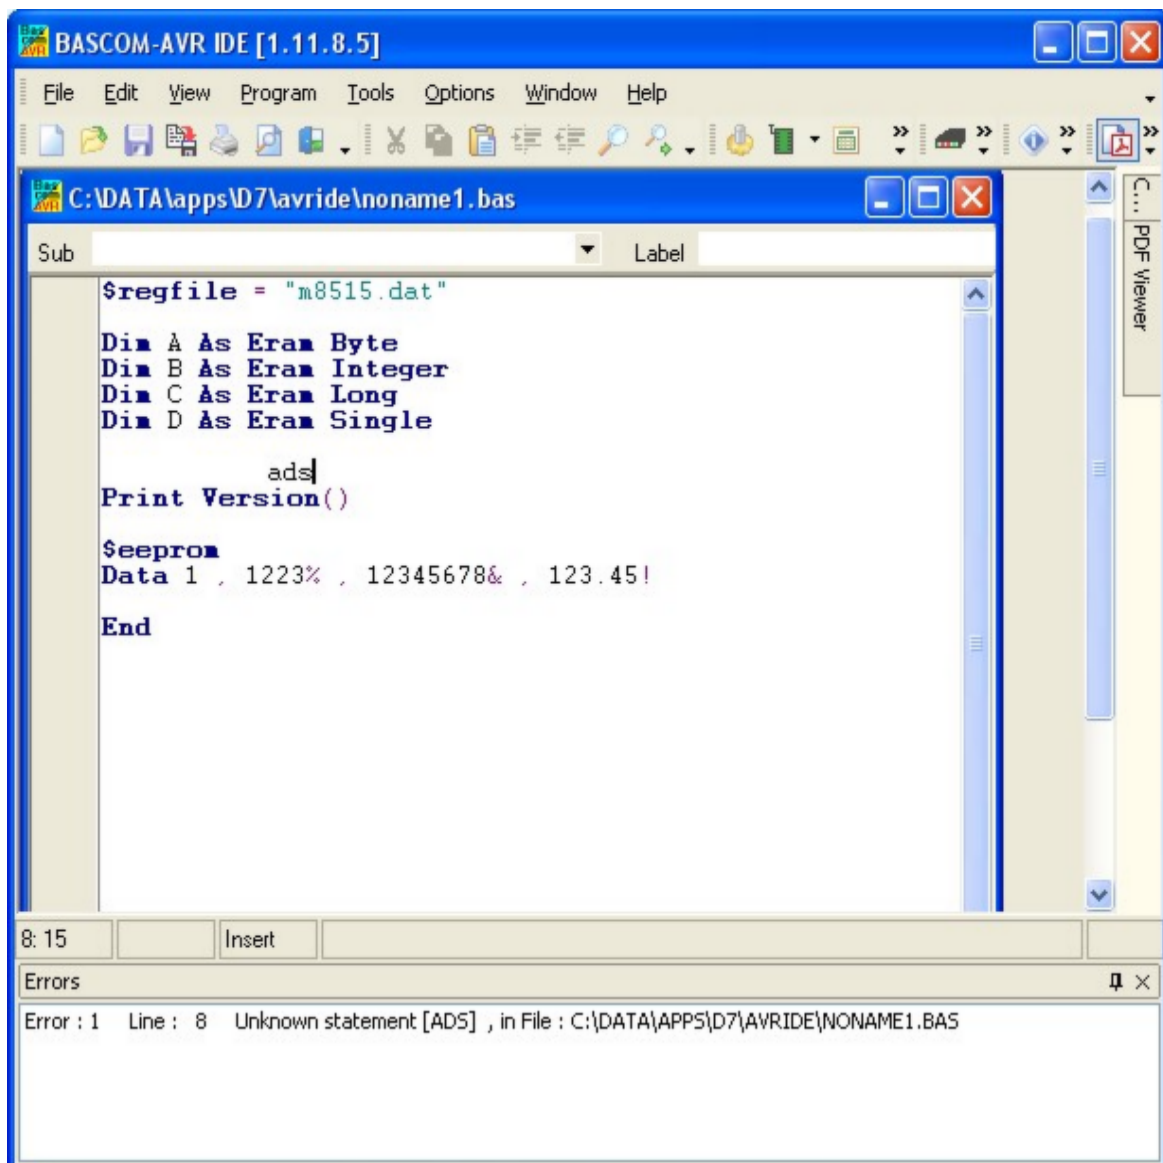 BASCOM-AVR IDE [1.11.8.5]
File Edit View Program Tools Options Window Help
C:\DATA\apps\D7\avride\noname1.bas
Sub Label
$regfile = "m8515.dat"
Dim A As Eram Byte
Dim B As Eram Integer
Dim C As Eram Long
Dim D As Eram Single
ads
Print Version()
$eeprom
Data 1 , 1223% , 12345678& , 123.45!
End
C... PDF Viewer
8: 15 Insert
Errors
Error : 1 Line : 8 Unknown statement [ADS] , in File : C:\DATA\APPS\D7\AVRIDE\NONAME1.BAS